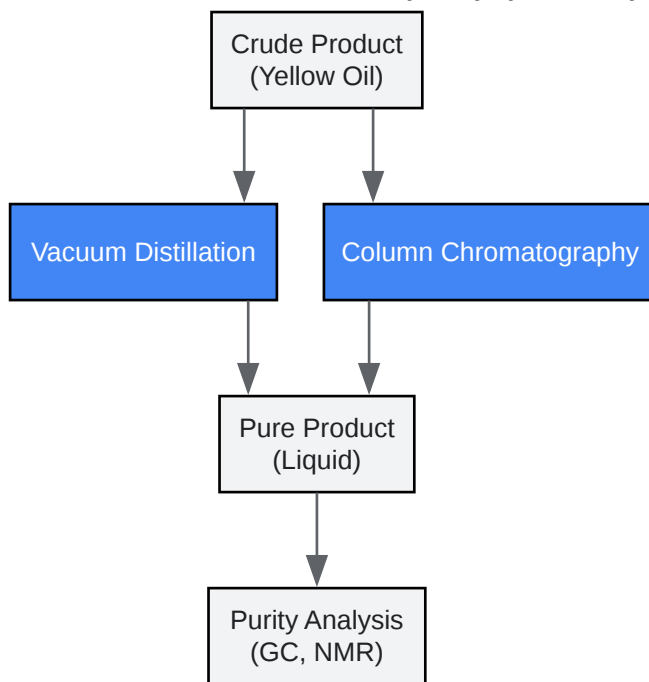 Crude Product
(Yellow Oil)
Vacuum Distillation
Column Chromatography
Pure Product
(Liquid)
Purity Analysis
(GC, NMR)